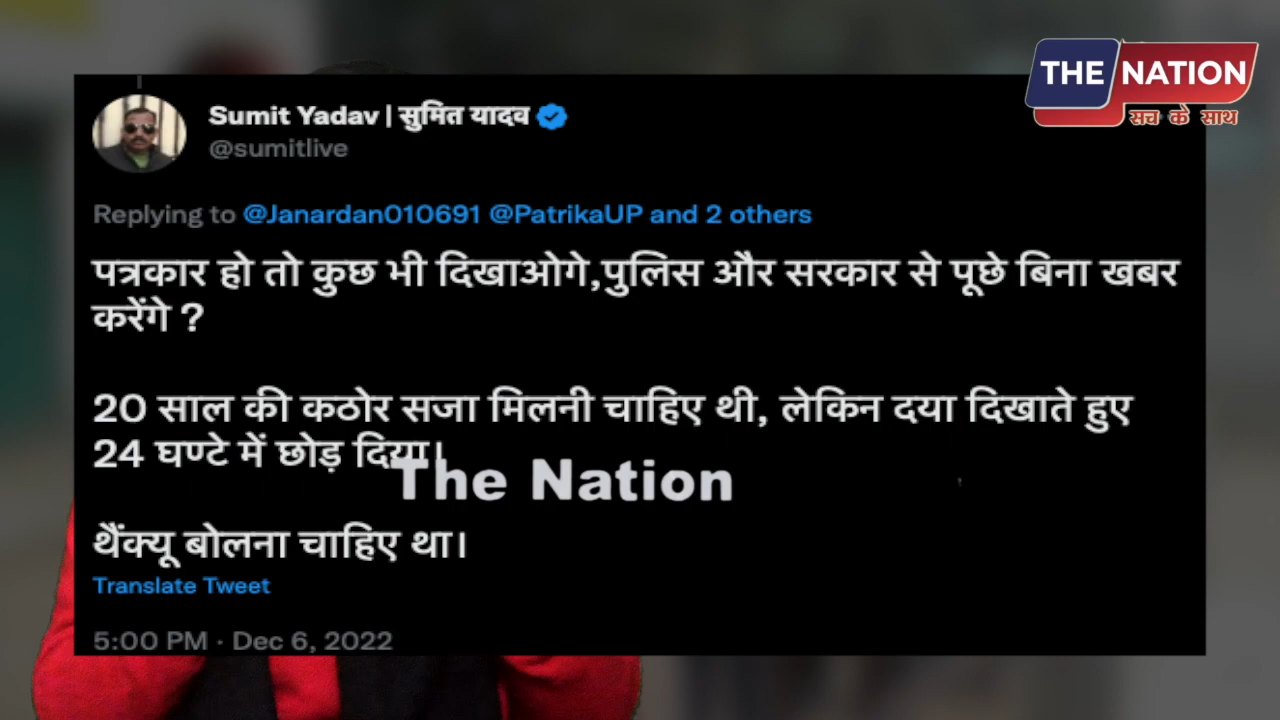 THE NATION
सच के साथ
Sumit Yadav | सुमित यादव
@sumitlive
Replying to @Janardan010691 @PatrikaUP and 2 others
पत्रकार हो तो कुछ भी दिखाओगे,पुलिस और सरकार से पूछे बिना खबर
करेंगे ?
20 साल की कठोर सजा मिलनी चाहिए थी, लेकिन दया दिखाते हुए
24 घण्टे में छोड़ दिया।
The Nation
थैंक्यू बोलना चाहिए था।
Translate Tweet
5:00 PM · Dec 6, 2022